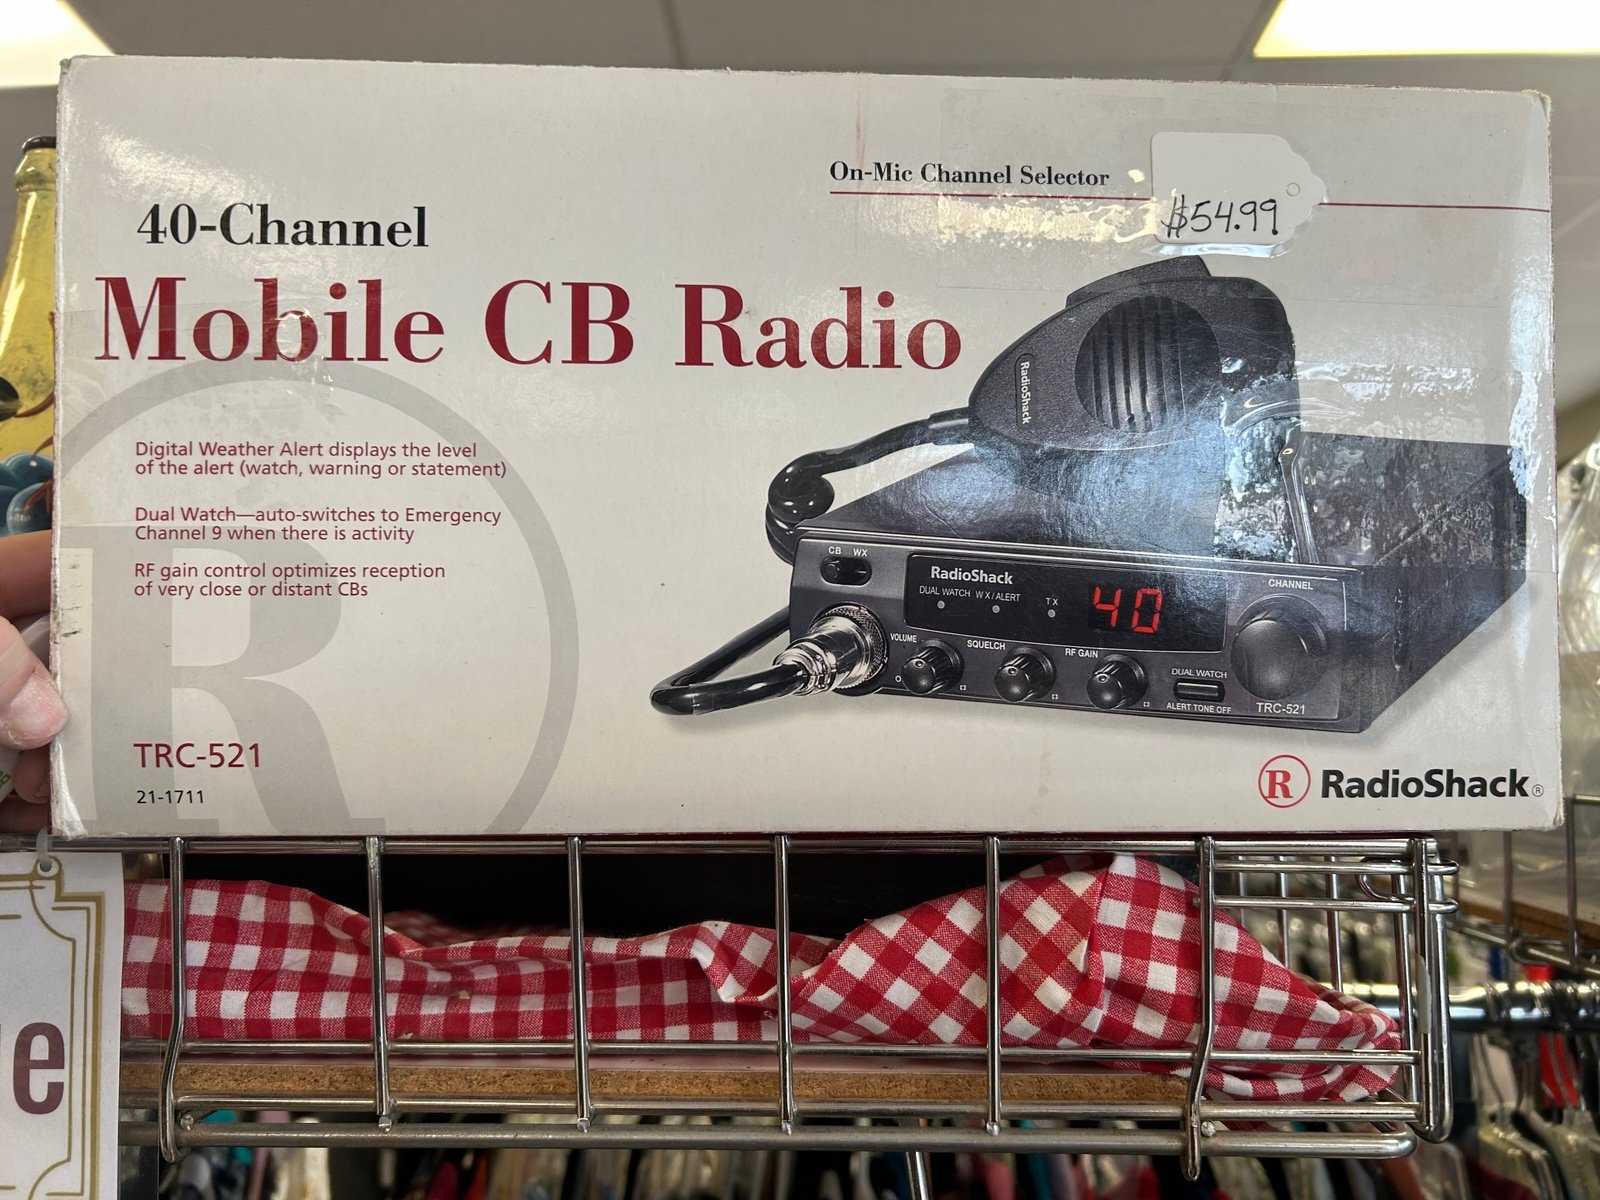 On-Mic Channel Selector
$54.99
40-Channel
Mobile CB Radio
Digital Weather Alert displays the level
of the alert (watch, warning or statement)
Dual Watch—auto-switches to Emergency
Channel 9 when there is activity
RF gain control optimizes reception
of very close or distant CBs
RadioShack
CB WX
RadioShack
DUAL WATCH WX/ALERT TX
40
CHANNEL
VOLUME
SQUELCH
RF GAIN
DUAL WATCH
ALERT TONE OFF
TRC-521
R
TRC-521
21-1711
R RadioShack®
e